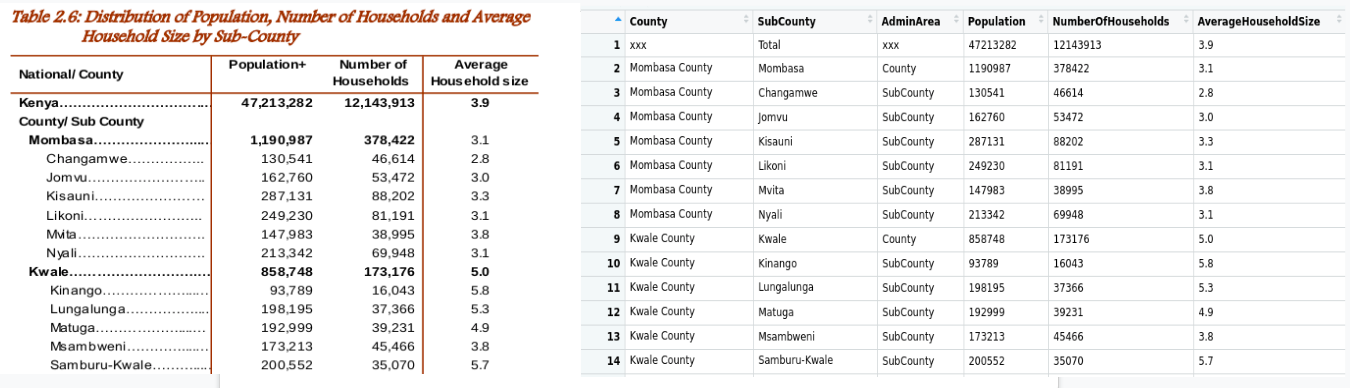 Table 2.6: Distribution of Population, Number of Households and Average
Household Size by Sub-County
National/ County Population+ Number of Households Average Household size
Kenya 47,213,282 12,143,913 3.9
County/ Sub County
Mombasa 1,190,987 378,422 3.1
Changamwe 130,541 46,614 2.8
Jomvu 162,760 53,472 3.0
Kisauni 287,131 88,202 3.3
Likoni 249,230 81,191 3.1
Mvita 147,983 38,995 3.8
Nyali 213,342 69,948 3.1
Kwale 858,748 173,176 5.0
Kinango 93,789 16,043 5.8
Lungalunga 198,195 37,366 5.3
Matuga 192,999 39,231 4.9
Msambweni 173,213 45,466 3.8
Samburu-Kwale 200,552 35,070 5.7
County SubCounty AdminArea Population NumberOfHouseholds AverageHouseholdSize
1 xxx Total xxx 47213282 12143913 3.9
2 Mombasa County Mombasa County 1190987 378422 3.1
3 Mombasa County Changamwe SubCounty 130541 46614 2.8
4 Mombasa County Jomvu SubCounty 162760 53472 3.0
5 Mombasa County Kisauni SubCounty 287131 88202 3.3
6 Mombasa County Likoni SubCounty 249230 81191 3.1
7 Mombasa County Mvita SubCounty 147983 38995 3.8
8 Mombasa County Nyali SubCounty 213342 69948 3.1
9 Kwale County Kwale County 858748 173176 5.0
10 Kwale County Kinango SubCounty 93789 16043 5.8
11 Kwale County Lungalunga SubCounty 198195 37366 5.3
12 Kwale County Matuga SubCounty 192999 39231 4.9
13 Kwale County Msambweni SubCounty 173213 45466 3.8
14 Kwale County Samburu-Kwale SubCounty 200552 35070 5.7